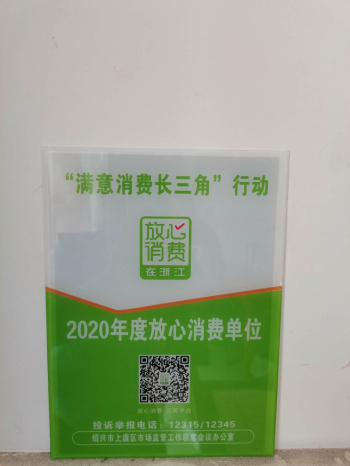 “满意消费长三角”行动
放心
消费
在浙江
2020年度放心消费单位
投诉举报电话：12315/12345
绍兴市上虞区市场监管工作联席会议办公室